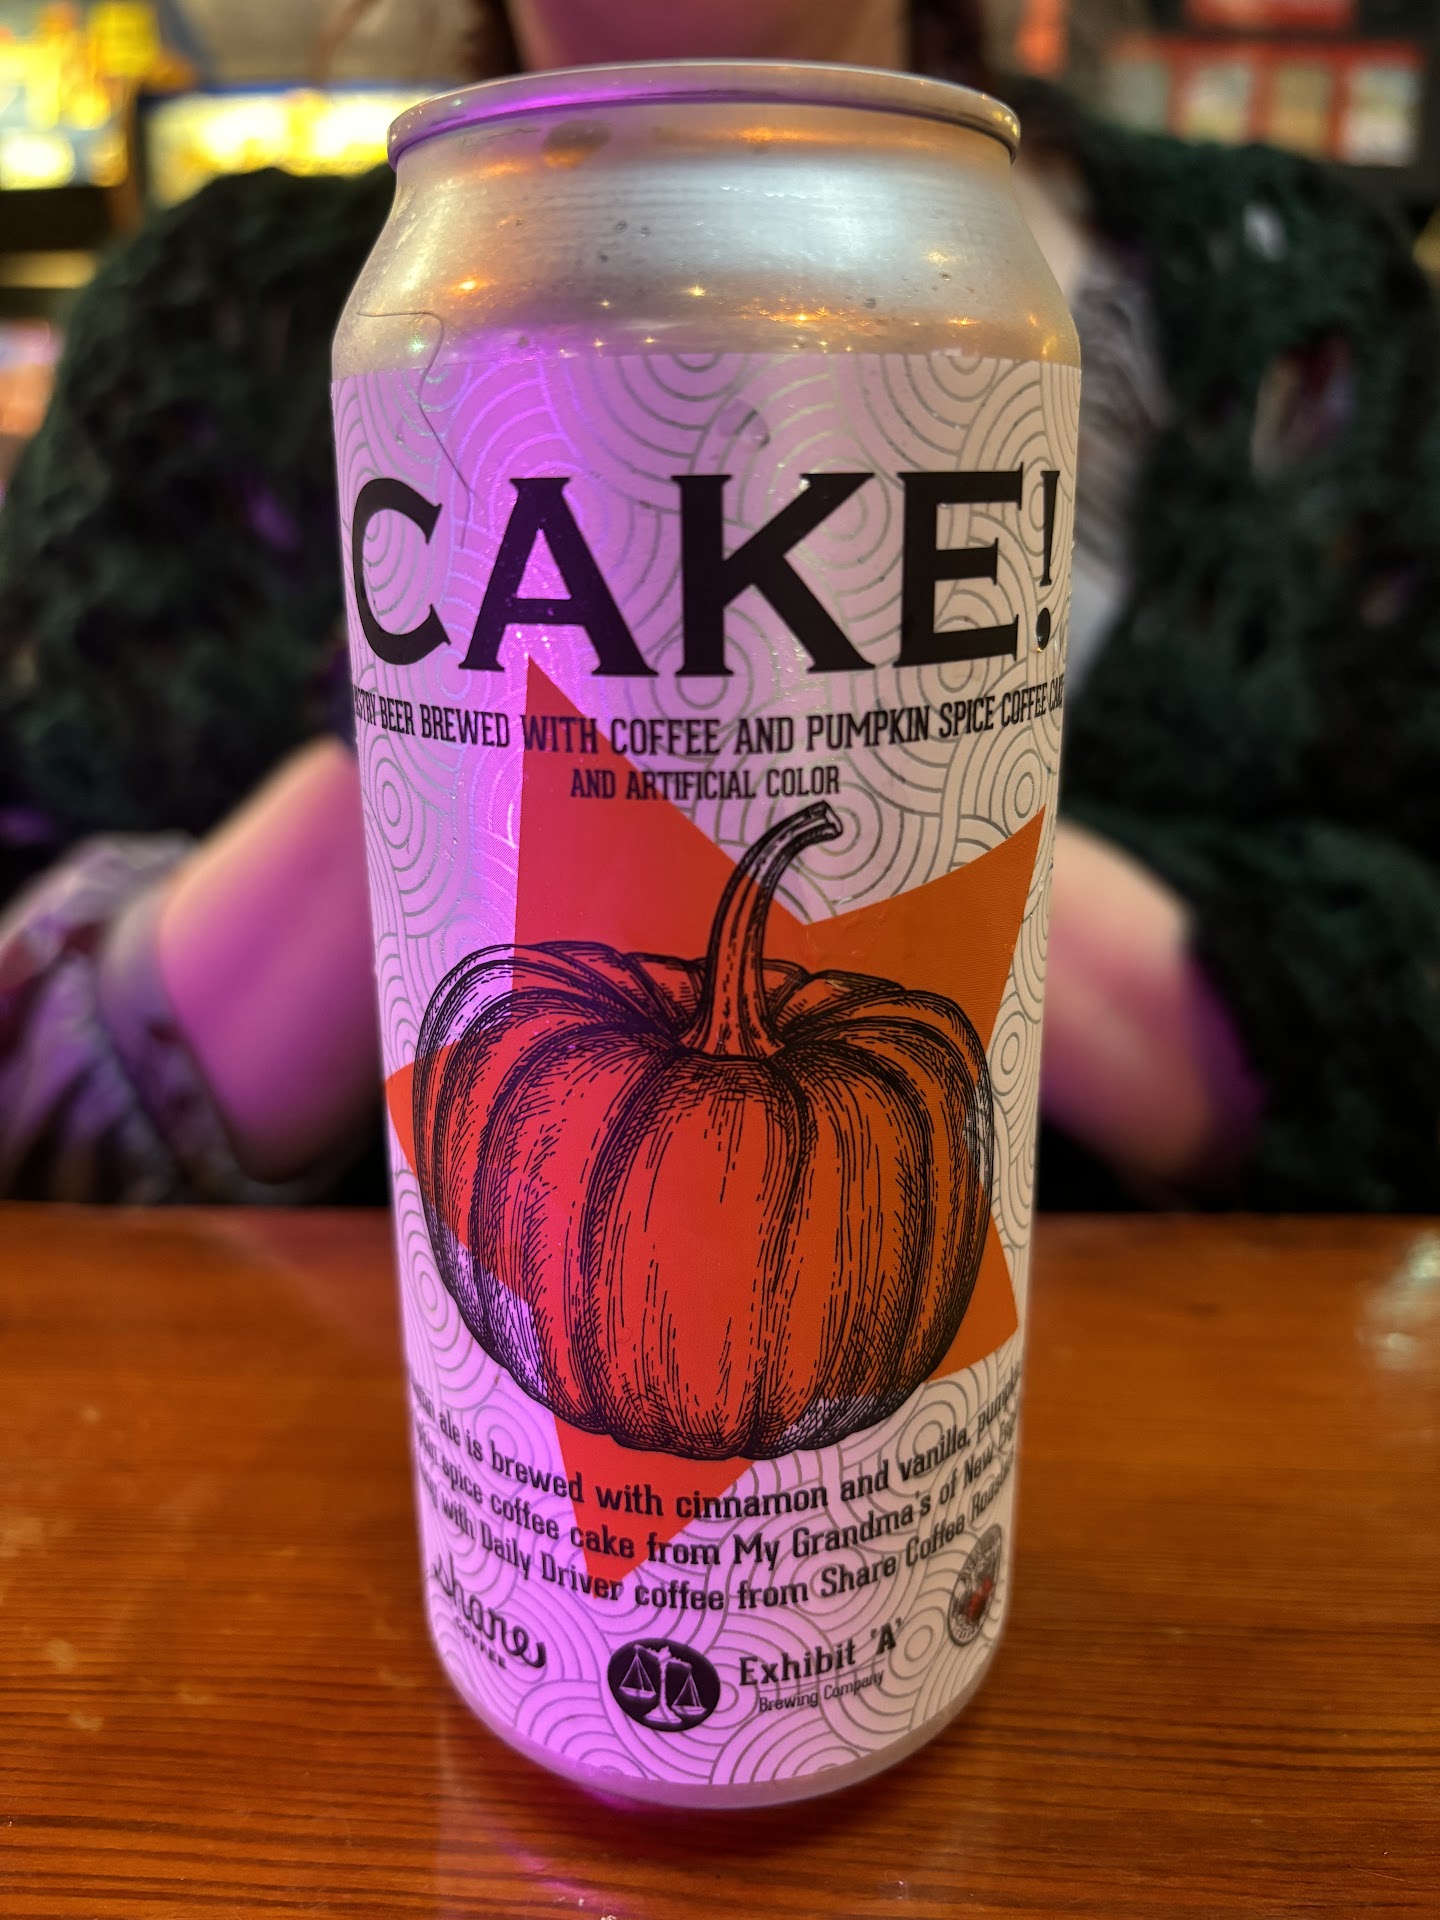 CAKE!
BEER BREWED WITH COFFEE AND PUMPKIN SPICE COFFEE CAKE
AND ARTIFICIAL COLOR
ale is brewed with cinnamon and vanilla,
spice coffee cake from My Grandma's of New
with Daily Driver coffee from Share Coffee
share
COFFEE
Exhibit 'A'
Brewing Company